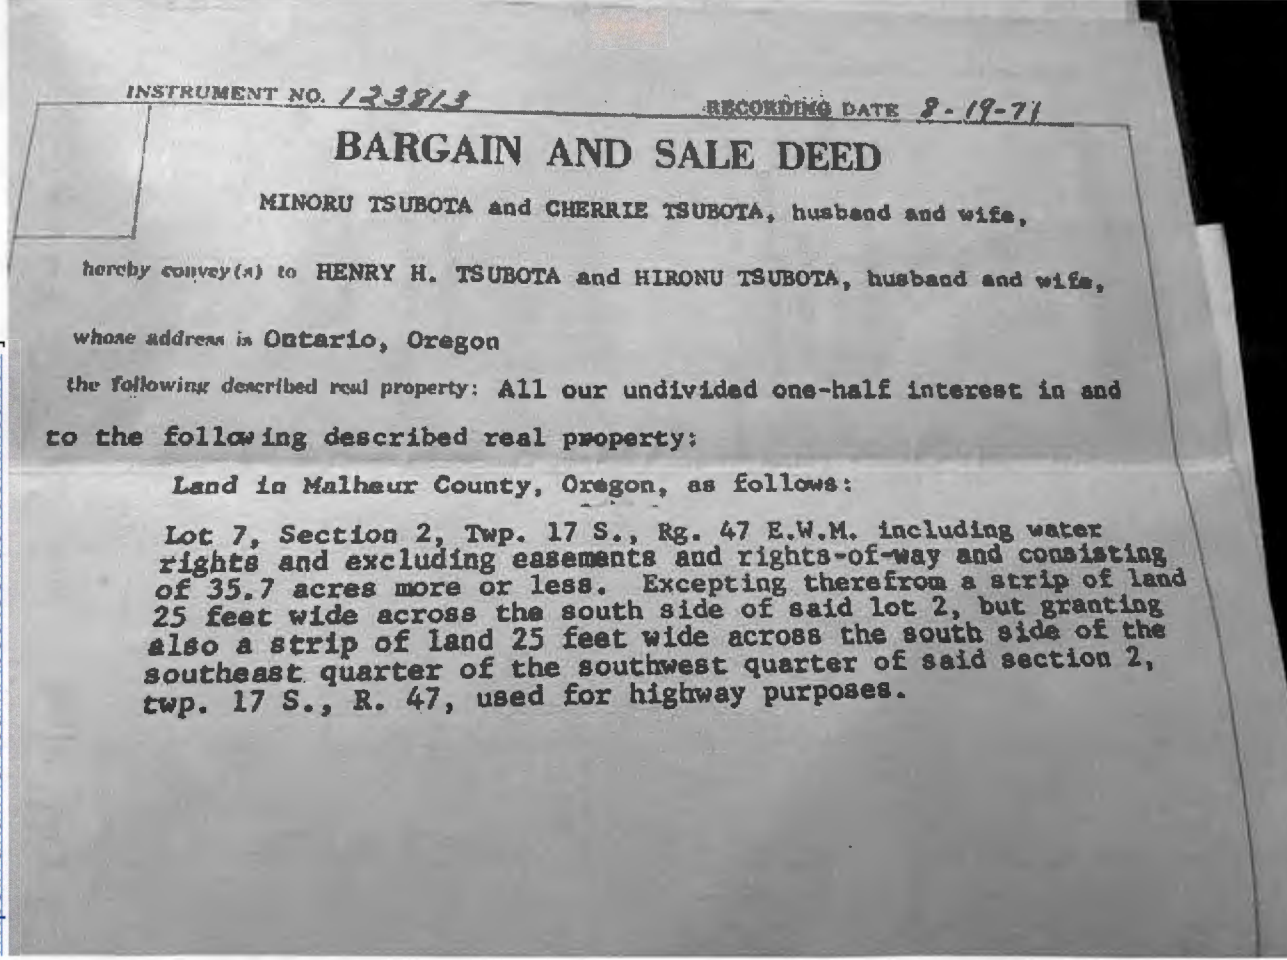 INSTRUMENT NO. 123813 RECORDING DATE 8-19-71
BARGAIN AND SALE DEED
MINORU TSUBOTA and CHERRIE TSUBOTA, husband and wife,
hereby convey(s) to HENRY H. TSUBOTA and HIRONU TSUBOTA, husband and wife,
whose address is Ontario, Oregon
the following described real property: All our undivided one-half interest in and
to the following described real property:
Land in Malheur County, Oregon, as follows:
Lot 7, Section 2, Twp. 17 S., Rg. 47 E.W.M. including water
rights and excluding easements and rights-of-way and consisting
of 35.7 acres more or less. Excepting therefrom a strip of land
25 feet wide across the south side of said lot 2, but granting
also a strip of land 25 feet wide across the south side of the
southeast quarter of the southwest quarter of said section 2,
twp. 17 S., R. 47, used for highway purposes.